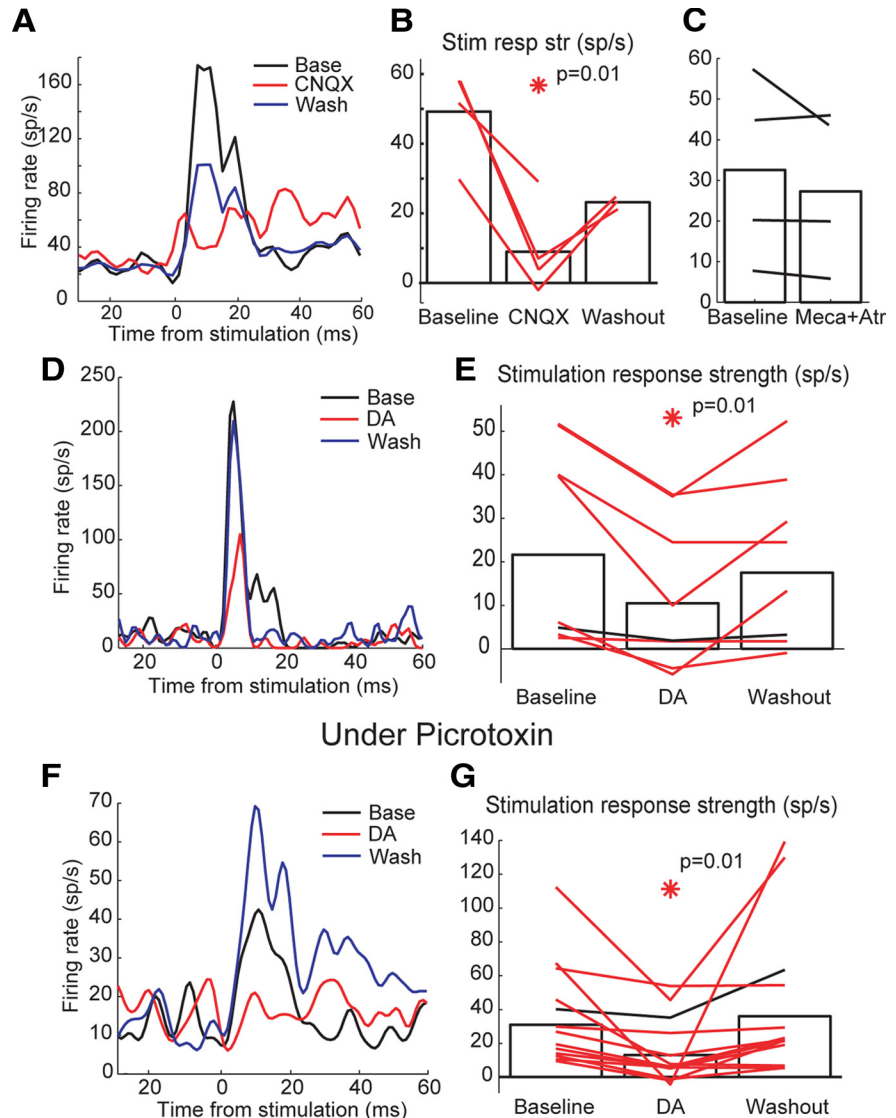 A
Firing rate (sp/s)
180
140
100
60
40
0
Base
CNQX
Wash
20 0 20 40 60
Time from stimulation (ms)
B
Stim resp str (sp/s)
p=0.01
60
40
20
0
Baseline CNQX Washout
C
60
50
40
30
20
10
0
Baseline Meca+Atr
D
Firing rate (sp/s)
250
200
150
100
50
0
Base
DA
Wash
20 0 20 40 60
Time from stimulation (ms)
E
Stimulation response strength (sp/s)
p=0.01
50
40
30
20
10
0
Baseline DA Washout
Under Picrotoxin
F
Firing rate (sp/s)
70
60
50
40
30
20
10
0
Base
DA
Wash
20 0 20 40 60
Time from stimulation (ms)
G
Stimulation response strength (sp/s)
p=0.01
140
120
100
80
60
40
20
0
Baseline DA Washout